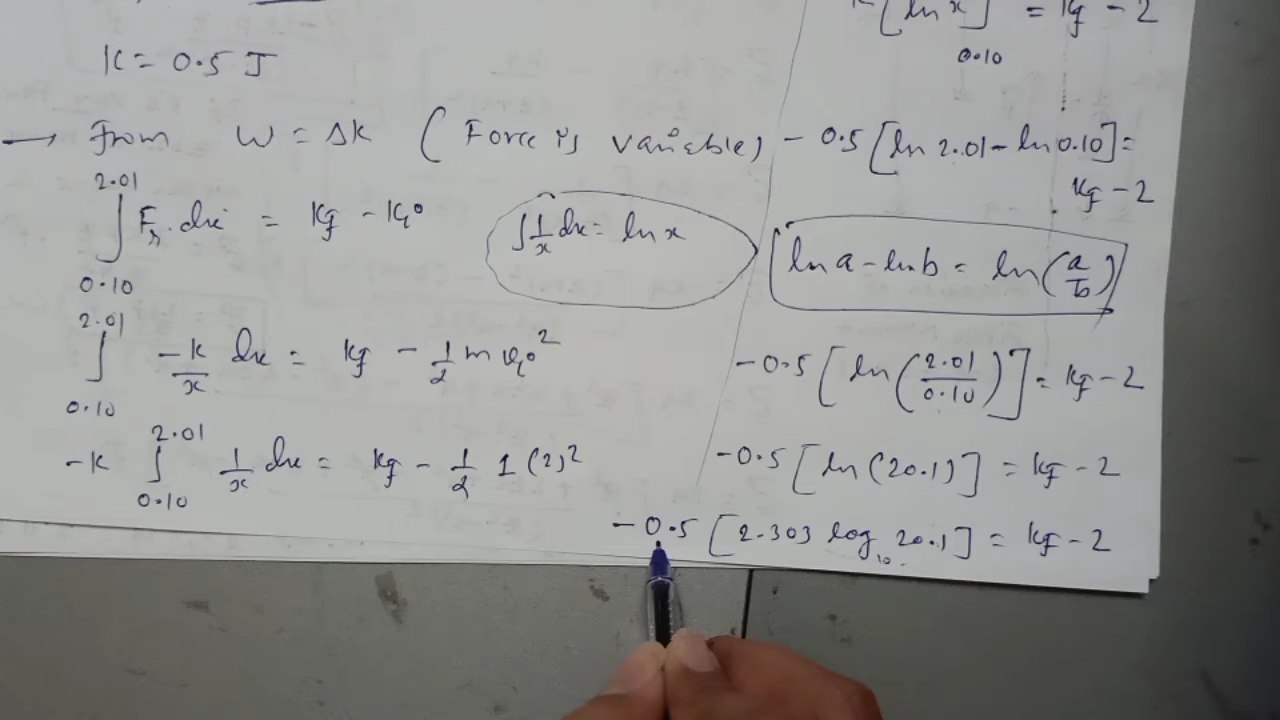 K = 0.5 J
→ From W = ΔK ( Force is variable)
2.01
∫ Fₓ. dx = Kf - Ki
0.10
∫ 1/x dx = ln x
2.01
∫ -k/x dx = Kf - 1/2 m v₀²
0.10
2.01
-k ∫ 1/x dx = Kf - 1/2 1 (2)²
0.10
[ln x] = Kf - 2
0.10
- 0.5 [ln 2.01 - ln 0.10] =
Kf - 2
ln a - ln b = ln (a/b)
- 0.5 [ln (2.01/0.10)] = Kf - 2
- 0.5 [ln (20.1)] = Kf - 2
- 0.5 [2.303 log₁₀ 20.1] = Kf - 2